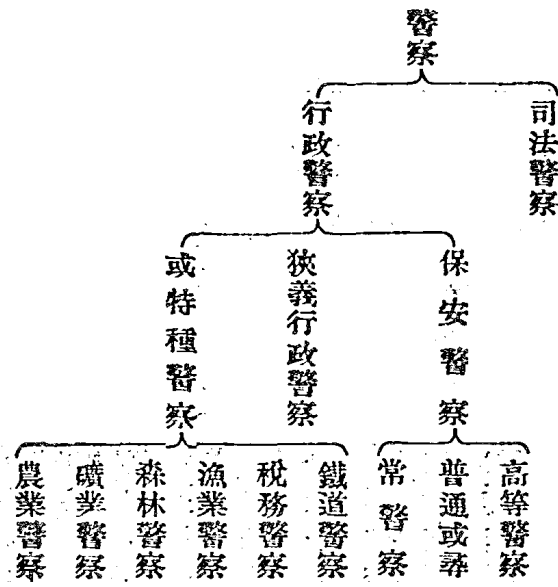 警察
司法警察
行政警察
保安警察
狹義行政警察
或特種警察
高等警察
普通或尋
常警察
鐵道警察
稅務警察
漁業警察
森林警察
礦業警察
農業警察